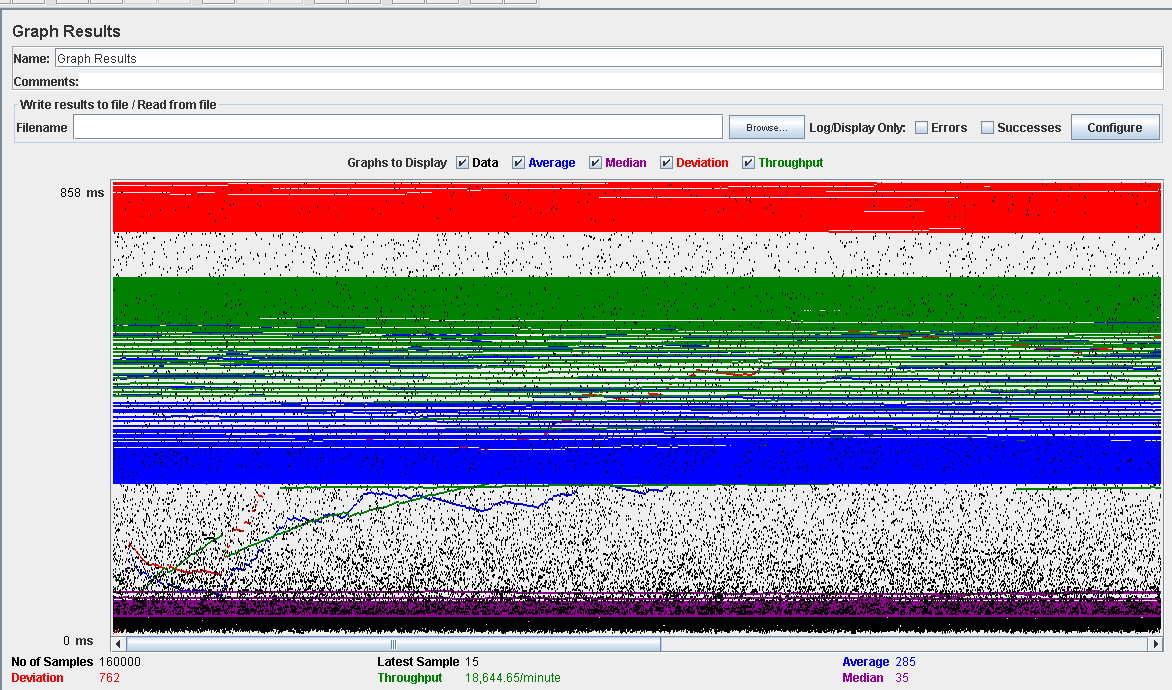 Graph Results
Name: Graph Results
Comments:
Write results to file / Read from file
Filename Browse... Log/Display Only: Errors Successes Configure
Graphs to Display Data Average Median Deviation Throughput
858 ms
0 ms
No of Samples 160000 Latest Sample 15 Average 285
Deviation 762 Throughput 18,644.65/minute Median 35